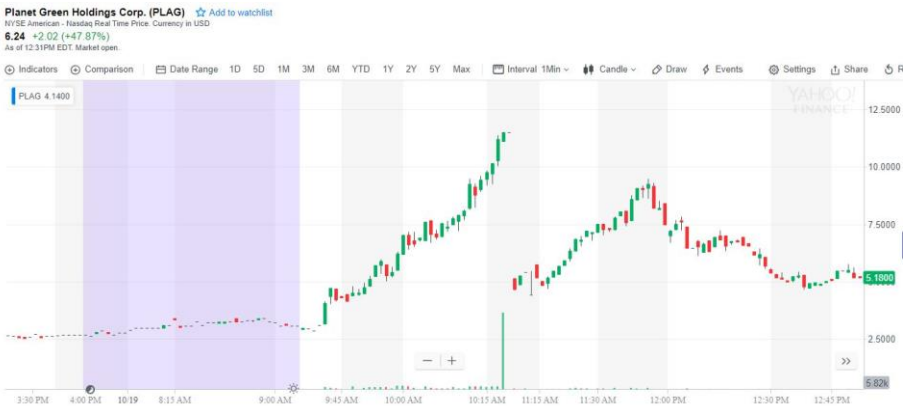 Planet Green Holdings Corp. (PLAG) Add to watchlist
NYSE American - Nasdaq Real Time Price. Currency in USD
6.24 +2.02 (+47.87%)
As of 12:31PM EDT. Market open.
Indicators Comparison Date Range 1D 5D 1M 3M 6M YTD 1Y 2Y 5Y Max Interval 1Min Candle Draw Events Settings Share R
PLAG 4.1400
YAHOO!
FINANCE
12.5000
10.0000
7.5000
5.1800
2.5000
− +
»
5.82k
3:30 PM 4:00 PM 10/19 8:15 AM 9:00 AM 9:45 AM 10:00 AM 10:15 AM 11:15 AM 11:30 AM 12:00 PM 12:30 PM 12:45 PM